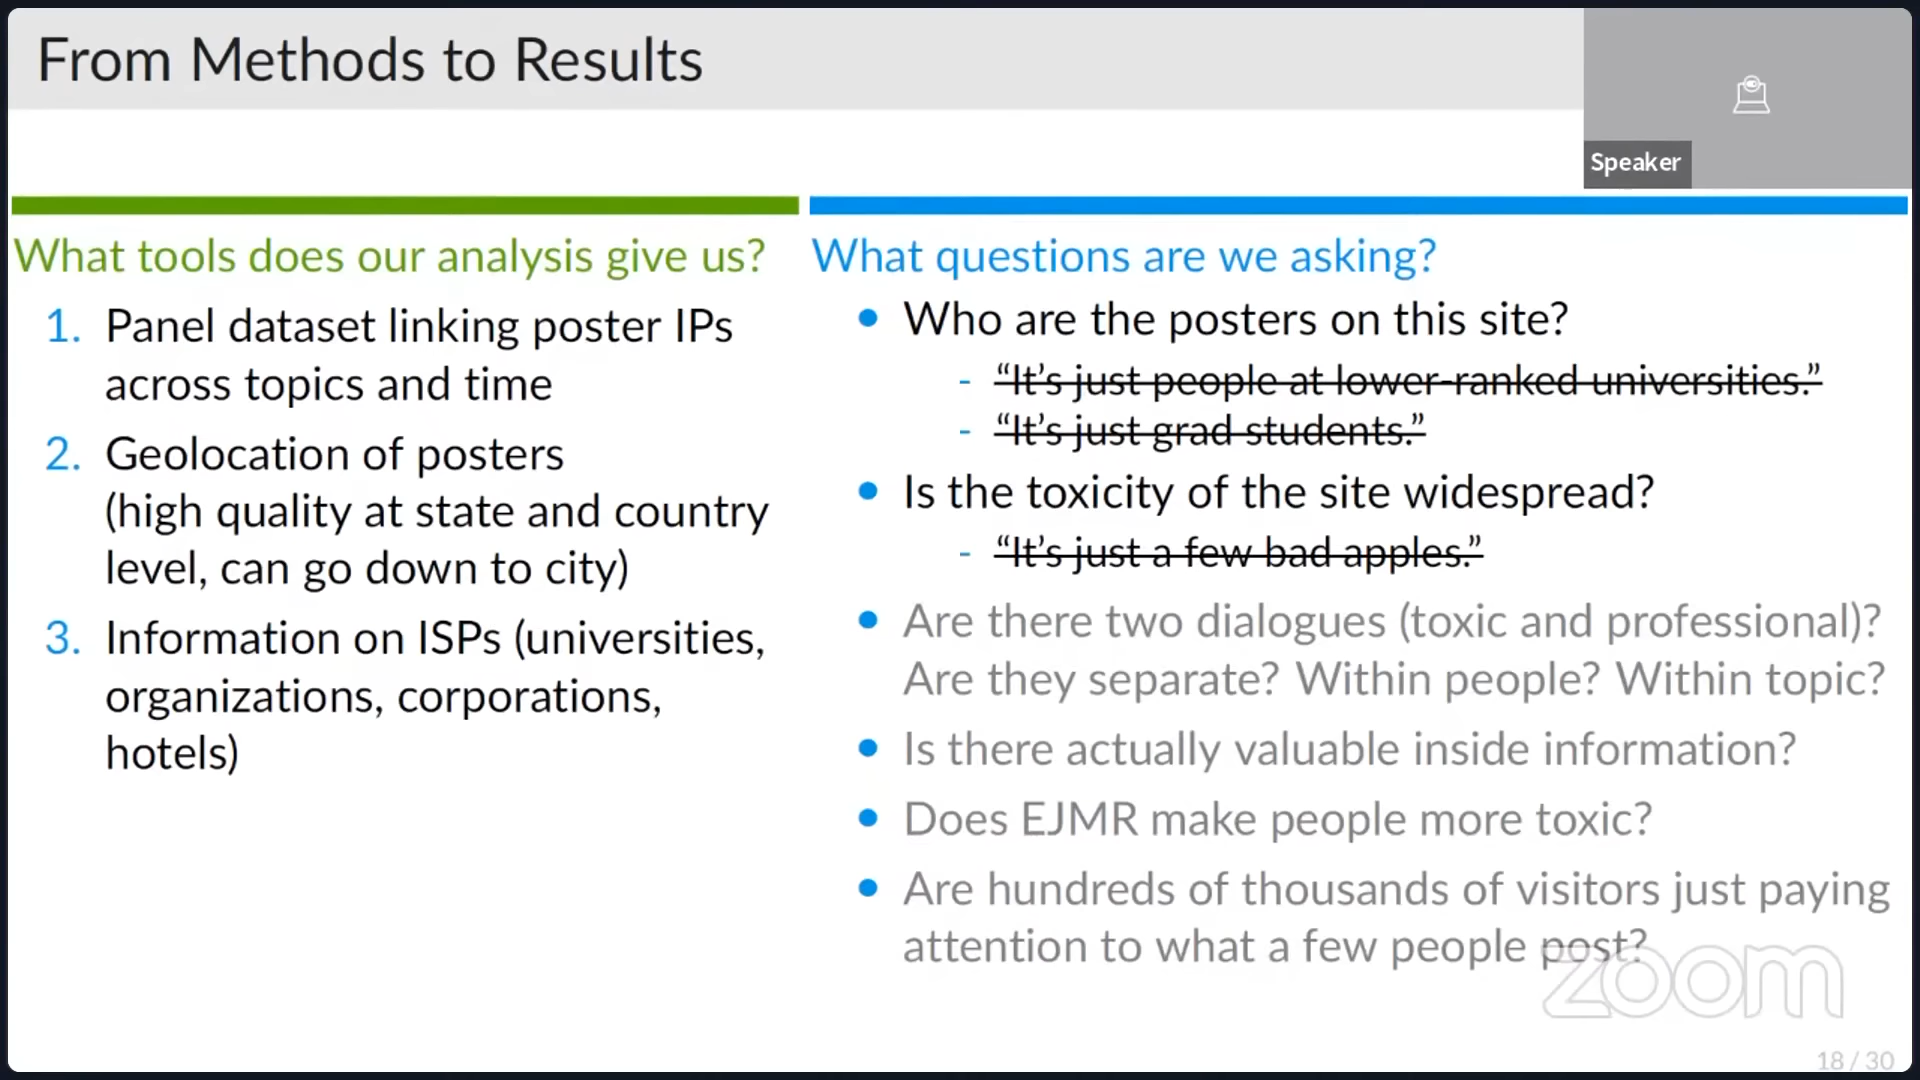 From Methods to Results
Speaker
What tools does our analysis give us?
1. Panel dataset linking poster IPs
across topics and time
2. Geolocation of posters
(high quality at state and country
level, can go down to city)
3. Information on ISPs (universities,
organizations, corporations,
hotels)
What questions are we asking?
• Who are the posters on this site?
- “It’s just people at lower-ranked universities.”
- “It’s just grad students.”
• Is the toxicity of the site widespread?
- “It’s just a few bad apples.”
• Are there two dialogues (toxic and professional)?
Are they separate? Within people? Within topic?
• Is there actually valuable inside information?
• Does EJMR make people more toxic?
• Are hundreds of thousands of visitors just paying
attention to what a few people post?
zoom
18 / 30